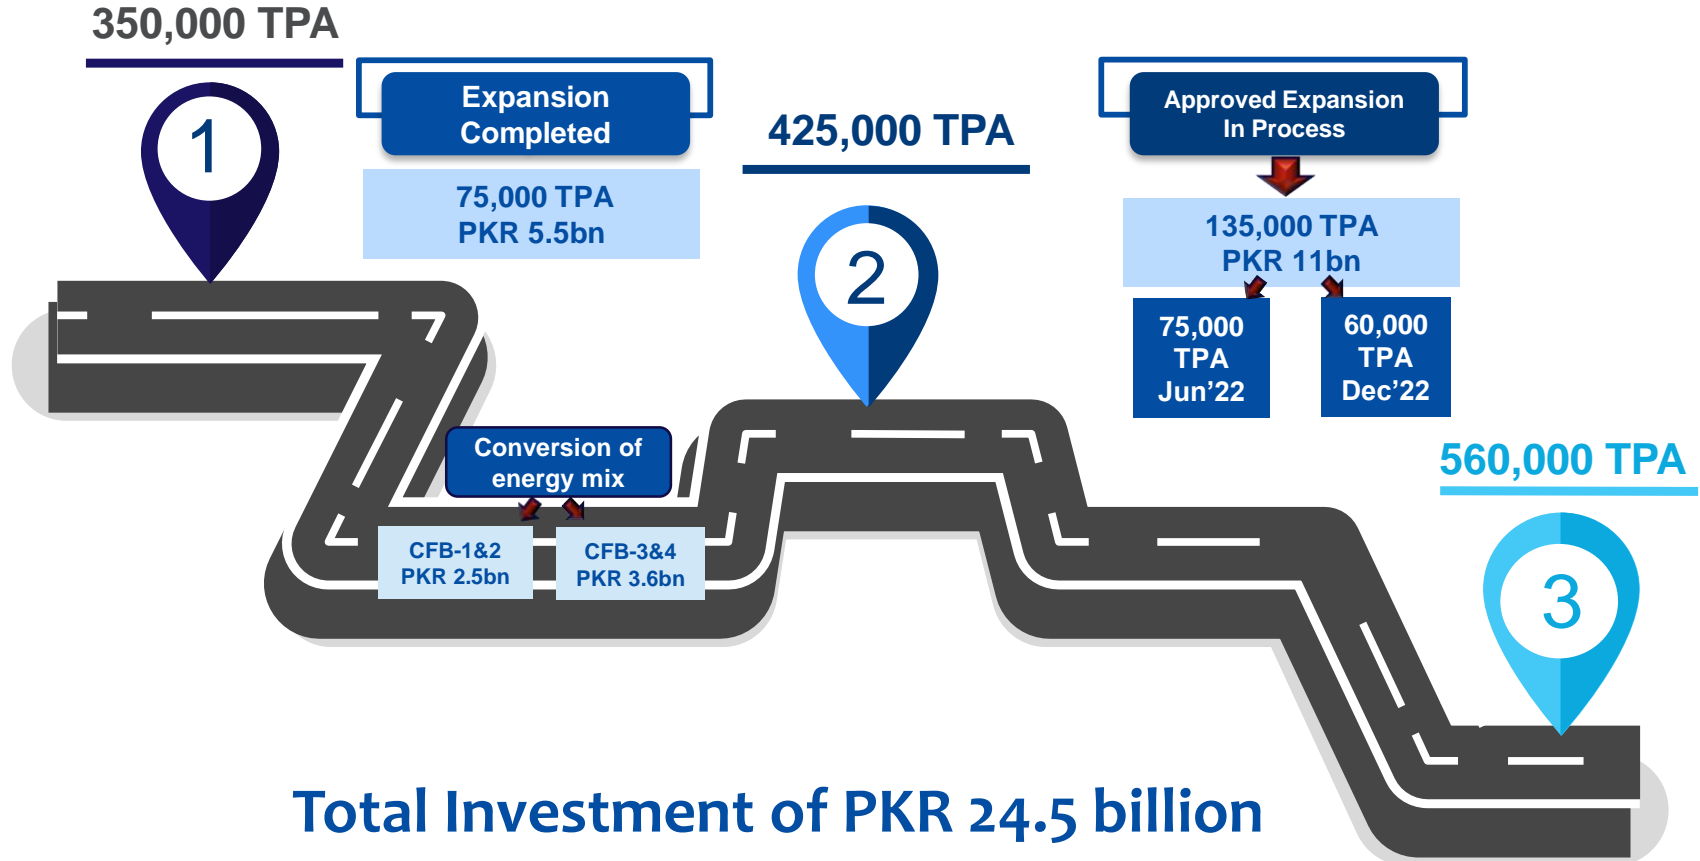 350,000 TPA
1
Expansion
Completed
75,000 TPA
PKR 5.5bn
425,000 TPA
2
Approved Expansion
In Process
135,000 TPA
PKR 11bn
75,000
TPA
Jun’22
60,000
TPA
Dec’22
Conversion of
energy mix
CFB-1&2
PKR 2.5bn
CFB-3&4
PKR 3.6bn
560,000 TPA
3
Total Investment of PKR 24.5 billion